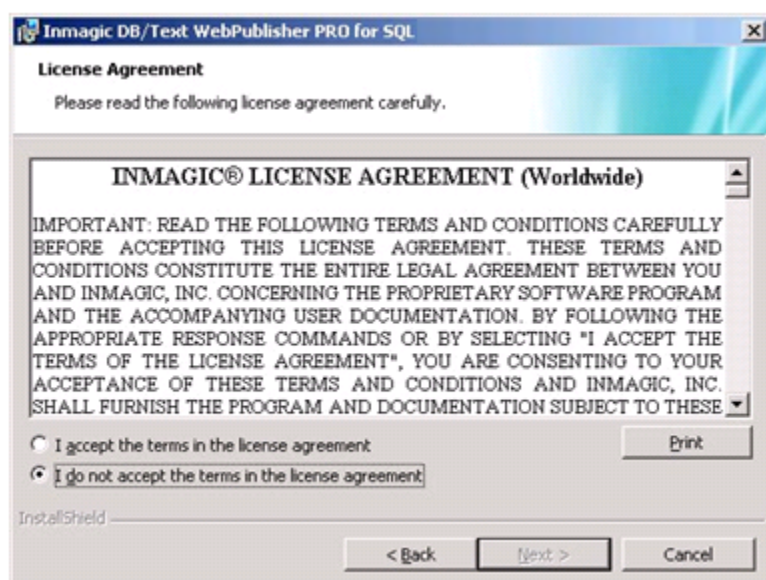 Inmagic DB/Text WebPublisher PRO for SQL
License Agreement
Please read the following license agreement carefully.
INMAGIC® LICENSE AGREEMENT (Worldwide)
IMPORTANT: READ THE FOLLOWING TERMS AND CONDITIONS CAREFULLY
BEFORE ACCEPTING THIS LICENSE AGREEMENT. THESE TERMS AND
CONDITIONS CONSTITUTE THE ENTIRE LEGAL AGREEMENT BETWEEN YOU
AND INMAGIC, INC. CONCERNING THE PROPRIETARY SOFTWARE PROGRAM
AND THE ACCOMPANYING USER DOCUMENTATION. BY FOLLOWING THE
APPROPRIATE RESPONSE COMMANDS OR BY SELECTING "I ACCEPT THE
TERMS OF THE LICENSE AGREEMENT", YOU ARE CONSENTING TO YOUR
ACCEPTANCE OF THESE TERMS AND CONDITIONS AND INMAGIC, INC.
SHALL FURNISH THE PROGRAM AND DOCUMENTATION SUBJECT TO THESE
I accept the terms in the license agreement
Print
I do not accept the terms in the license agreement
InstallShield
< Back
Next >
Cancel